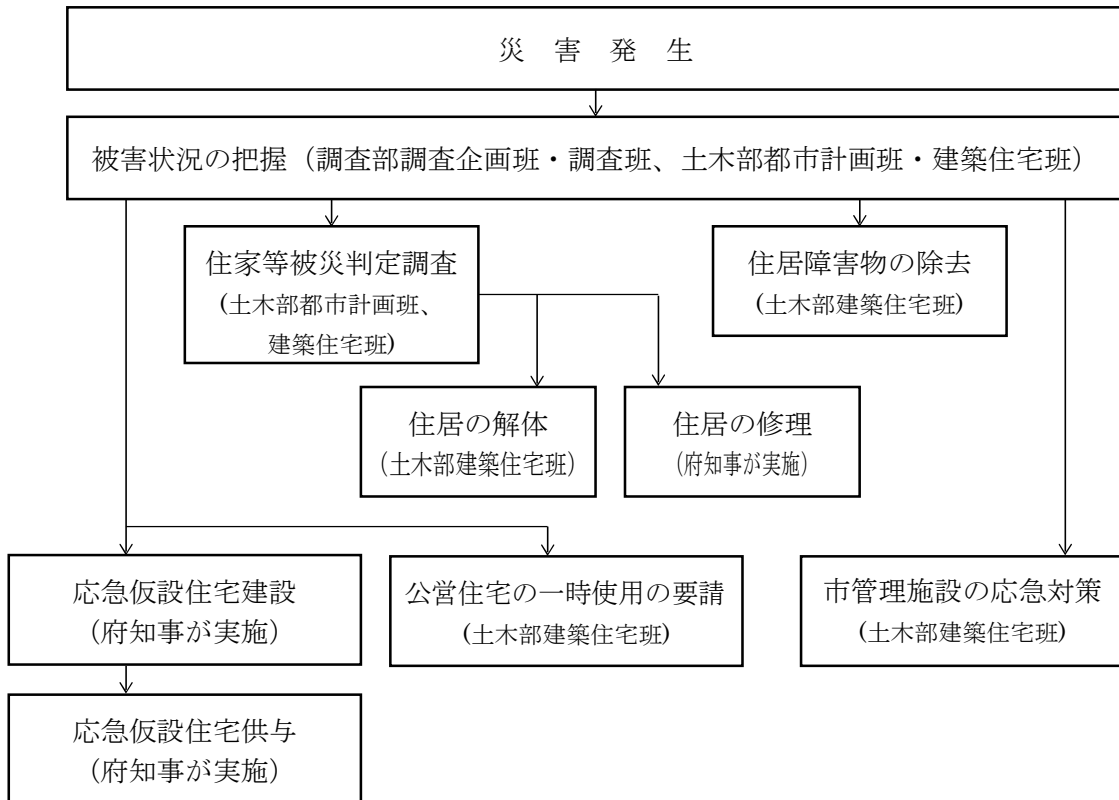 災　害　発　生
被害状況の把握（調査部調査企画班・調査班、土木部都市計画班・建築住宅班）
住家等被災判定調査
(土木部都市計画班、
建築住宅班)
住居障害物の除去
(土木部建築住宅班)
住居の解体
(土木部建築住宅班)
住居の修理
(府知事が実施)
応急仮設住宅建設
(府知事が実施)
公営住宅の一時使用の要請
(土木部建築住宅班)
市管理施設の応急対策
(土木部建築住宅班)
応急仮設住宅供与
(府知事が実施)